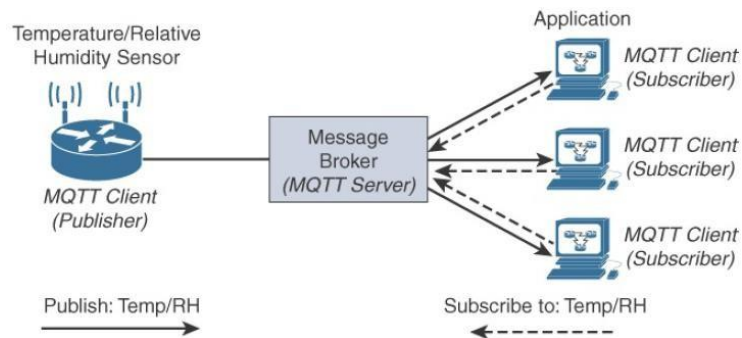 Temperature/Relative
Humidity Sensor
MQTT Client
(Publisher)
Message
Broker
(MQTT Server)
Application
MQTT Client
(Subscriber)
MQTT Client
(Subscriber)
MQTT Client
(Subscriber)
Publish: Temp/RH
Subscribe to: Temp/RH